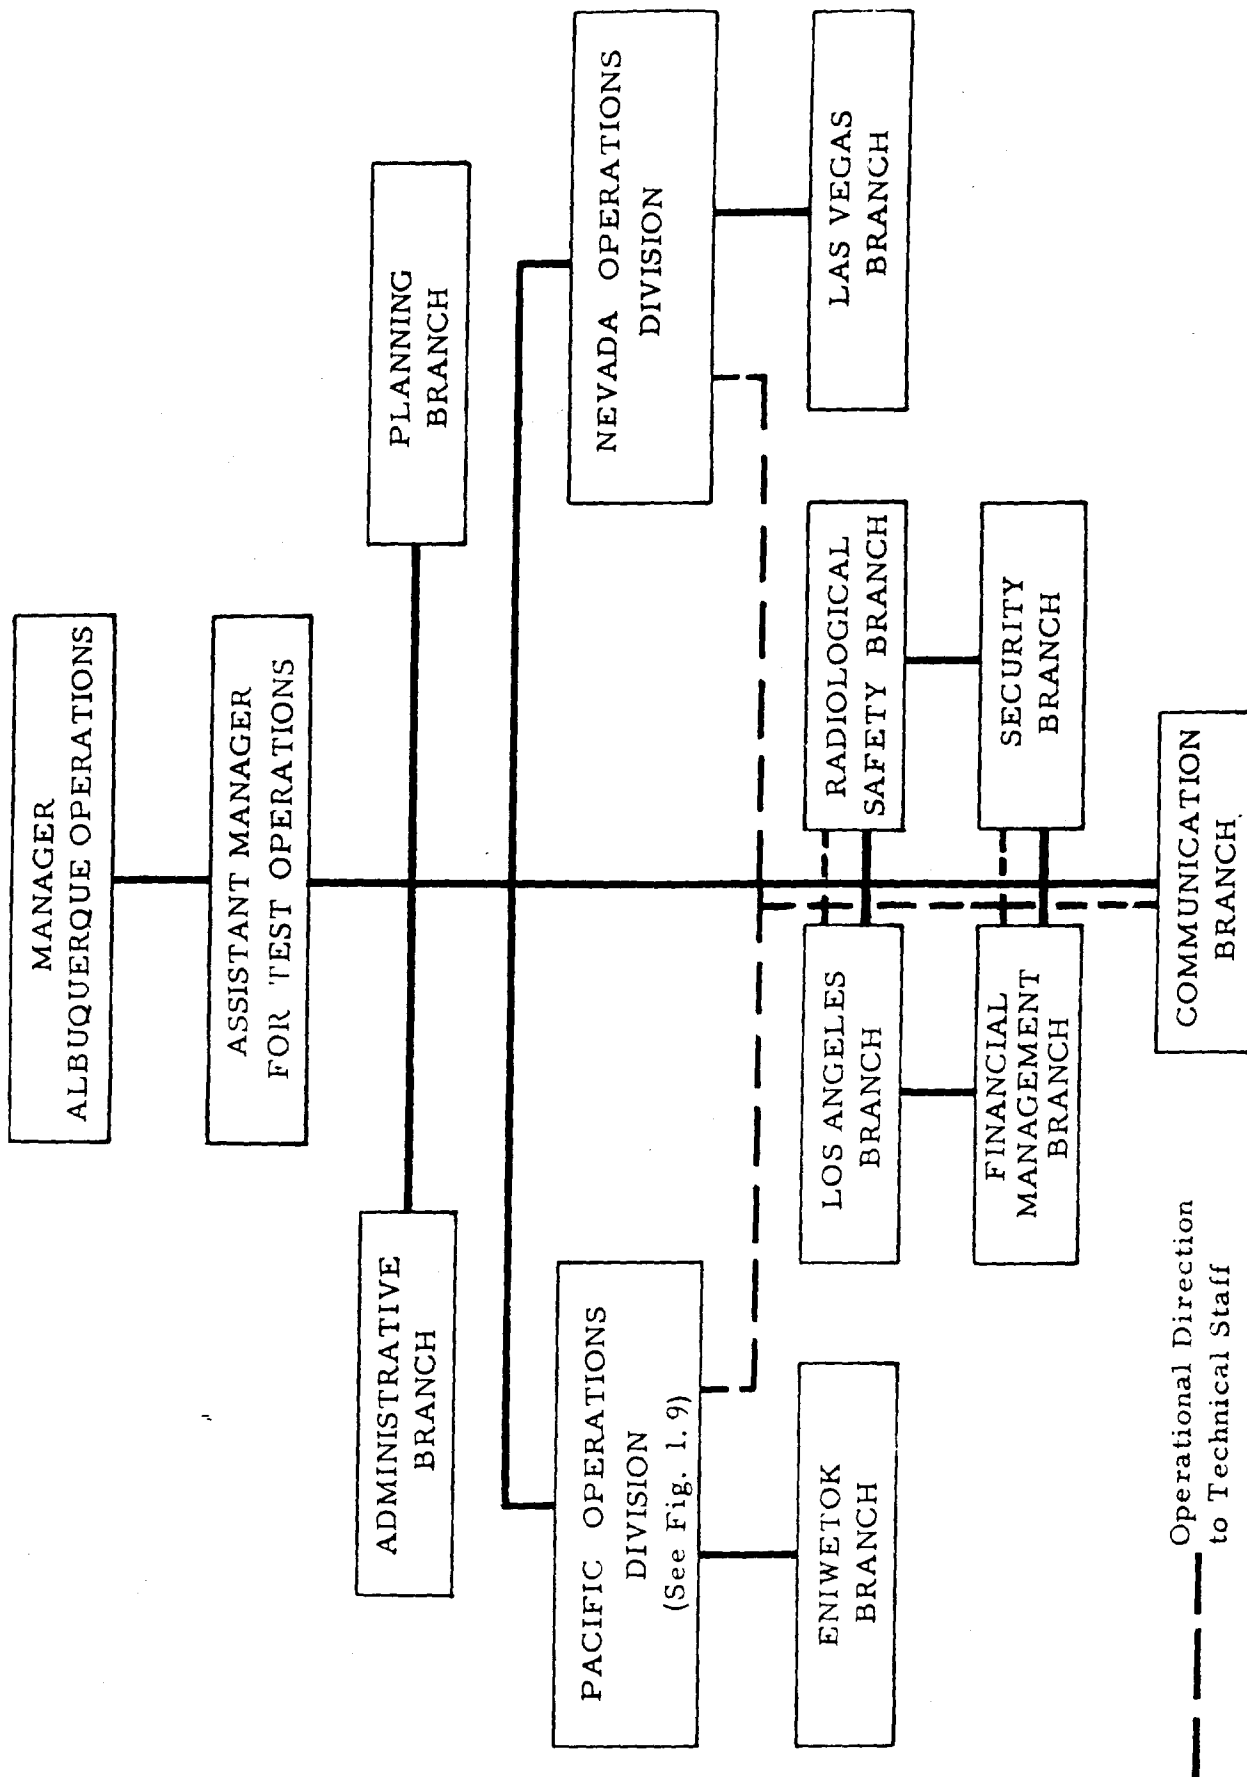 MANAGER
ALBUQUERQUE OPERATIONS
ASSISTANT MANAGER
FOR TEST OPERATIONS
ADMINISTRATIVE
BRANCH
PLANNING
BRANCH
PACIFIC OPERATIONS
DIVISION
(See Fig. 1.9)
NEVADA OPERATIONS
DIVISION
ENIWETOK
BRANCH
LOS ANGELES
BRANCH
RADIOLOGICAL
SAFETY BRANCH
LAS VEGAS
BRANCH
FINANCIAL
MANAGEMENT
BRANCH
SECURITY
BRANCH
COMMUNICATION
BRANCH
Operational Direction
to Technical Staff